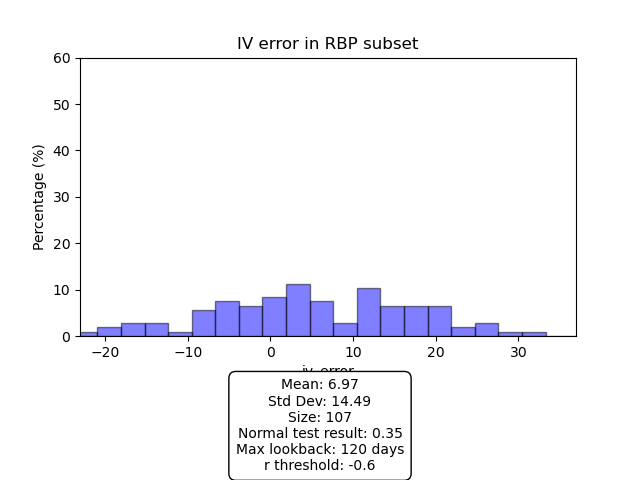 IV error in RBP subset
60
50
40
30
20
10
0
Percentage (%)
−20
−10
0
10
20
30
iv_error
Mean: 6.97
Std Dev: 14.49
Size: 107
Normal test result: 0.35
Max lookback: 120 days
r threshold: -0.6